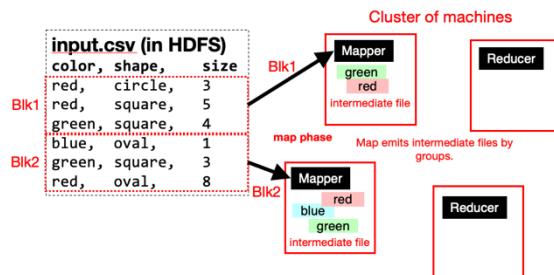 Cluster of machines
input.csv (in HDFS)
color, shape, size
Blk1
red, circle, 3
red, square, 5
green, square, 4
Blk2
blue, oval, 1
green, square, 3
red, oval, 8
Blk1
Mapper
green
red
intermediate file
Reducer
map phase
Map emits intermediate files by
groups.
Blk2
Mapper
red
blue
green
intermediate file
Reducer